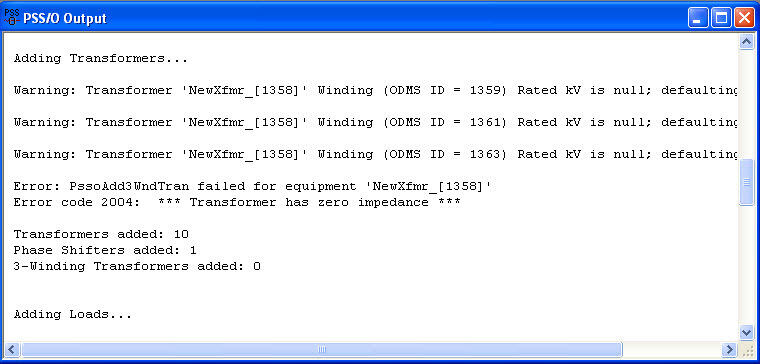 PSS/O Output
Adding Transformers...
Warning: Transformer 'NewXfmr_[1358]' Winding (ODMS ID = 1359) Rated kV is null; defaulting
Warning: Transformer 'NewXfmr_[1358]' Winding (ODMS ID = 1361) Rated kV is null; defaulting
Warning: Transformer 'NewXfmr_[1358]' Winding (ODMS ID = 1363) Rated kV is null; defaulting
Error: PssoAdd3WndTran failed for equipment 'NewXfmr_[1358]'
Error code 2004:  *** Transformer has zero impedance ***
Transformers added: 10
Phase Shifters added: 1
3-Winding Transformers added: 0
Adding Loads...